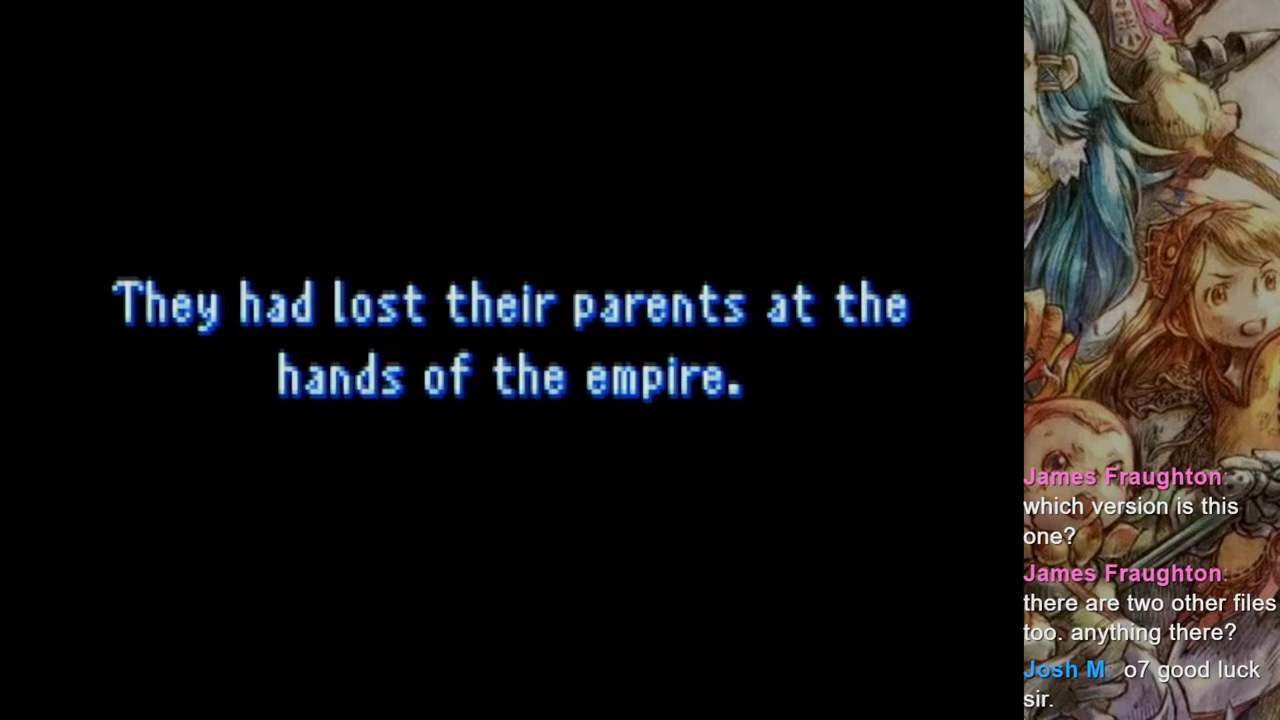 They had lost their parents at the
hands of the empire.
James Fraughton:
which version is this
one?
James Fraughton:
there are two other files
too. anything there?
Josh M o7 good luck
sir.